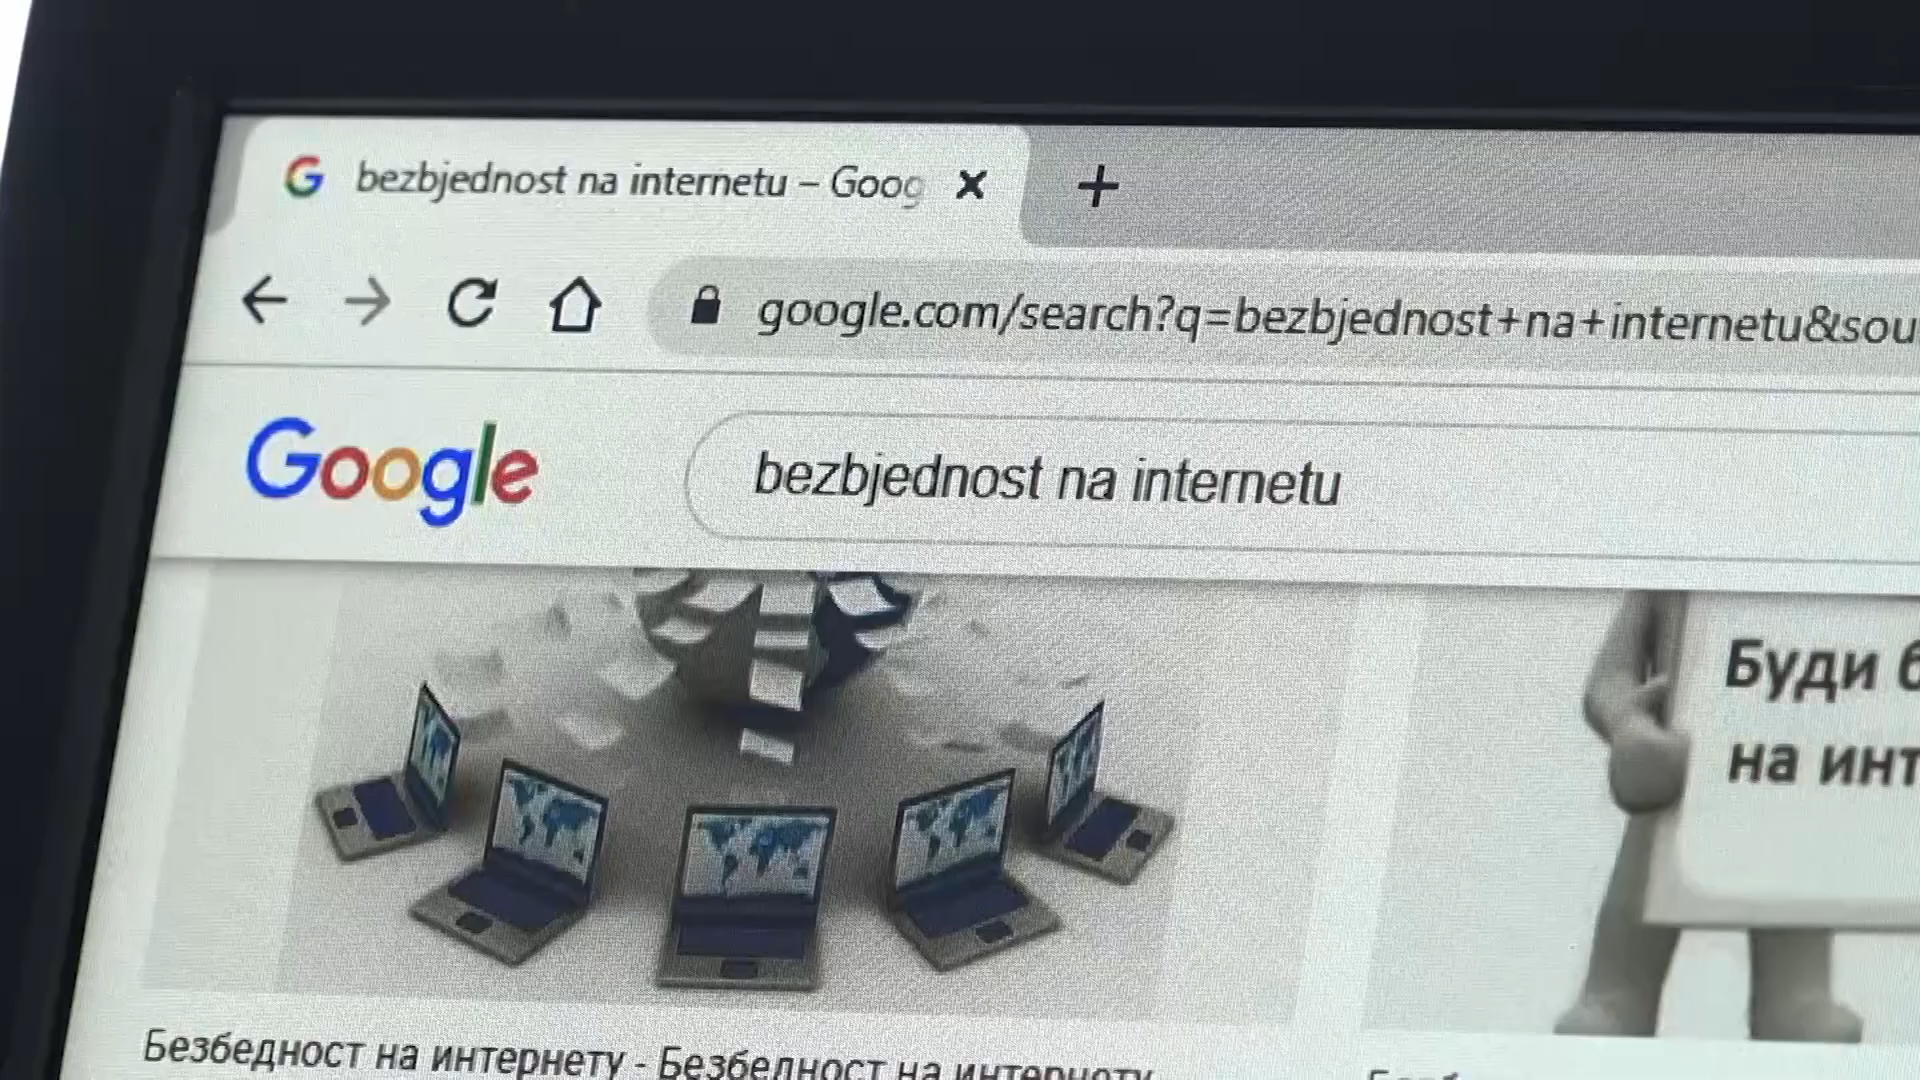 bezbjednost na internetu – Goog
google.com/search?q=bezbjednost+na+internetu&sou
Google
bezbjednost na internetu
Буди б
на инт
Безбедност на интернету - Безбедност на интернету